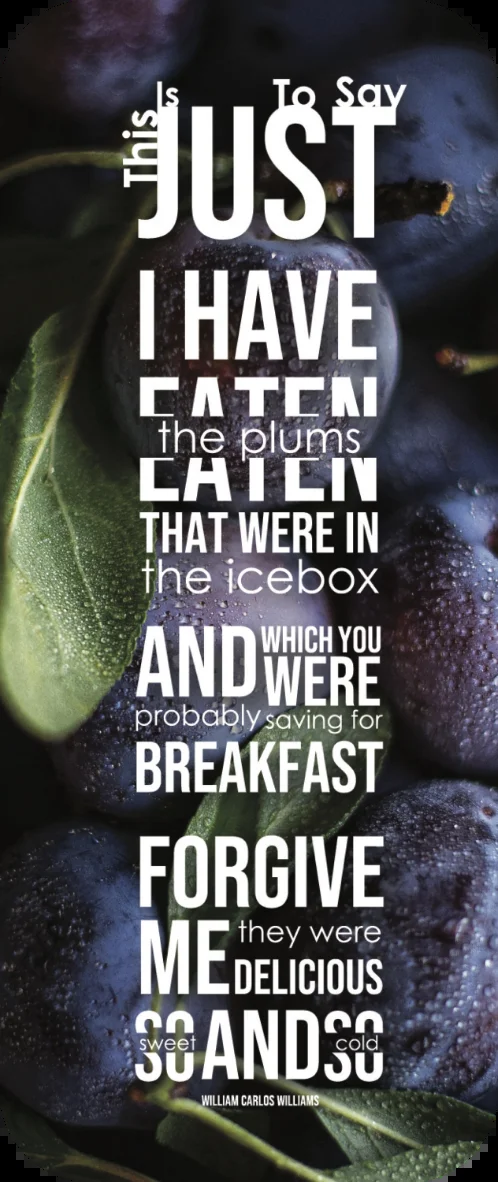 This Is To Say
JUST
I HAVE
EATEN
the plums
THAT WERE IN
the icebox
AND WHICH YOU
WERE
probably saving for
BREAKFAST
FORGIVE
ME they were
DELICIOUS
SO sweet AND SO cold
WILLIAM CARLOS WILLIAMS